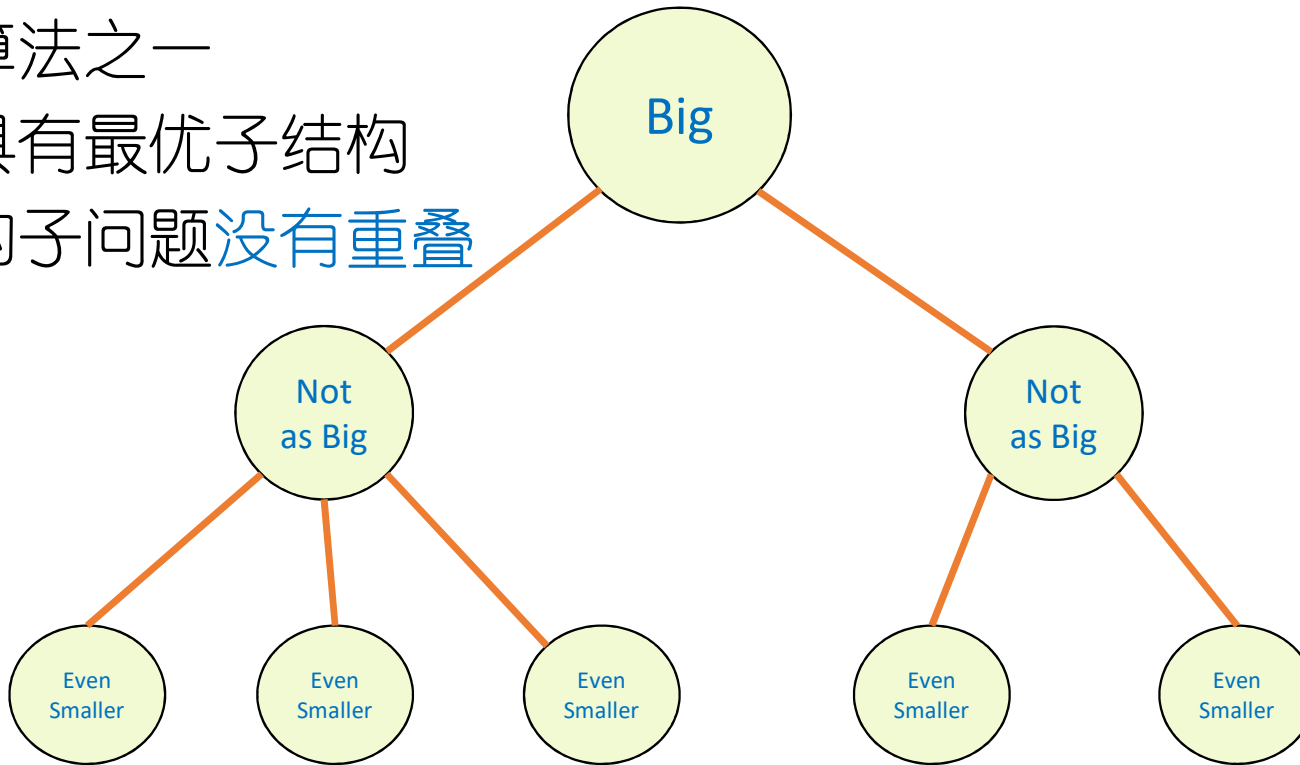 算法之一
具有最优子结构
的子问题没有重叠
Big
Not
as Big
Not
as Big
Even
Smaller
Even
Smaller
Even
Smaller
Even
Smaller
Even
Smaller